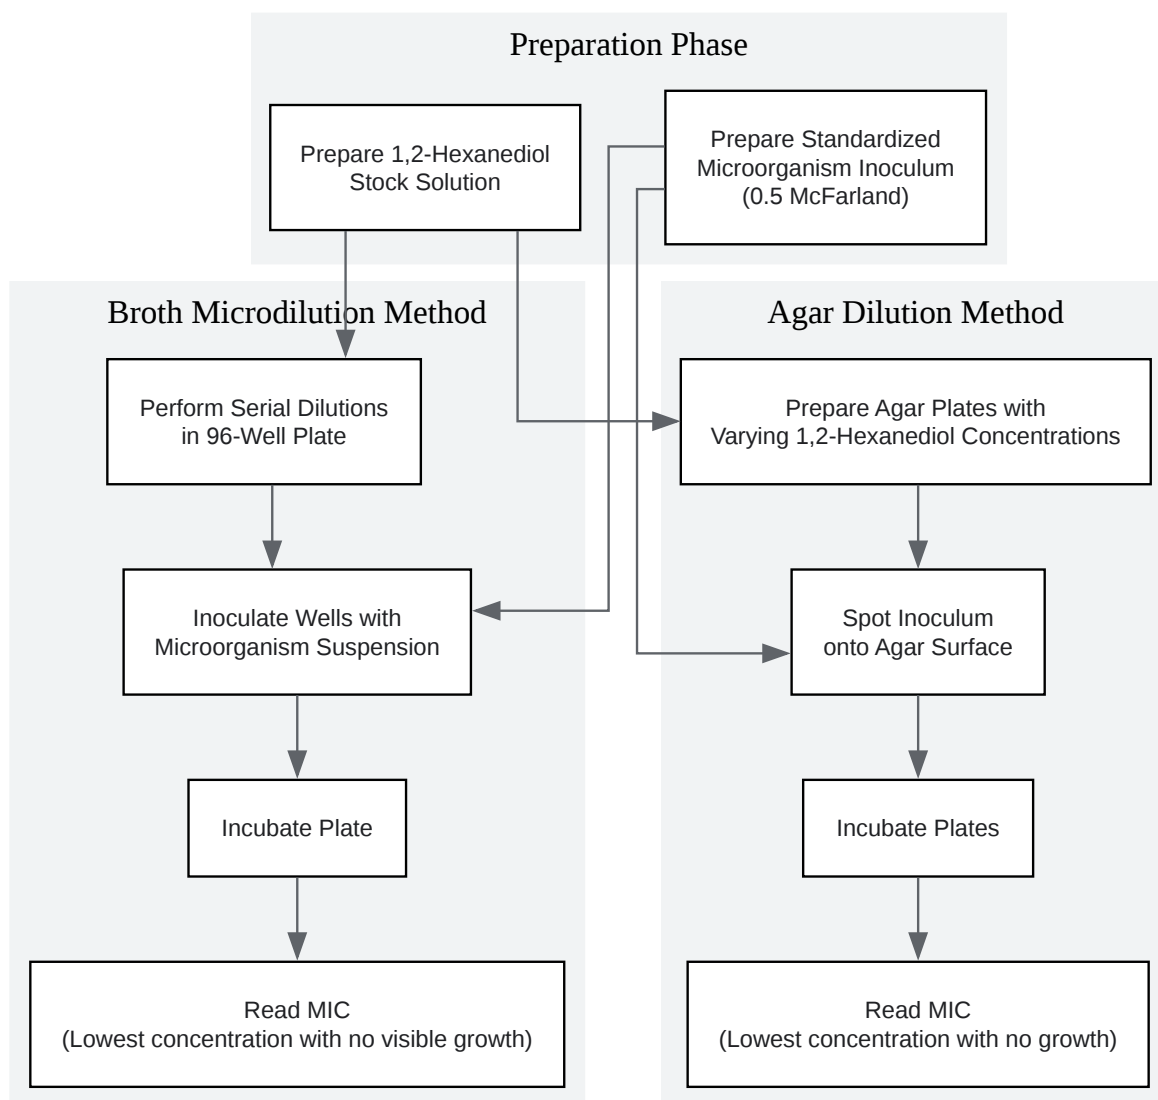 Preparation Phase
Prepare 1,2-Hexanediol
Stock Solution
Prepare Standardized
Microorganism Inoculum
(0.5 McFarland)
Broth Microdilution Method
Perform Serial Dilutions
in 96-Well Plate
Inoculate Wells with
Microorganism Suspension
Incubate Plate
Read MIC
(Lowest concentration with no visible growth)
Agar Dilution Method
Prepare Agar Plates with
Varying 1,2-Hexanediol Concentrations
Spot Inoculum
onto Agar Surface
Incubate Plates
Read MIC
(Lowest concentration with no growth)